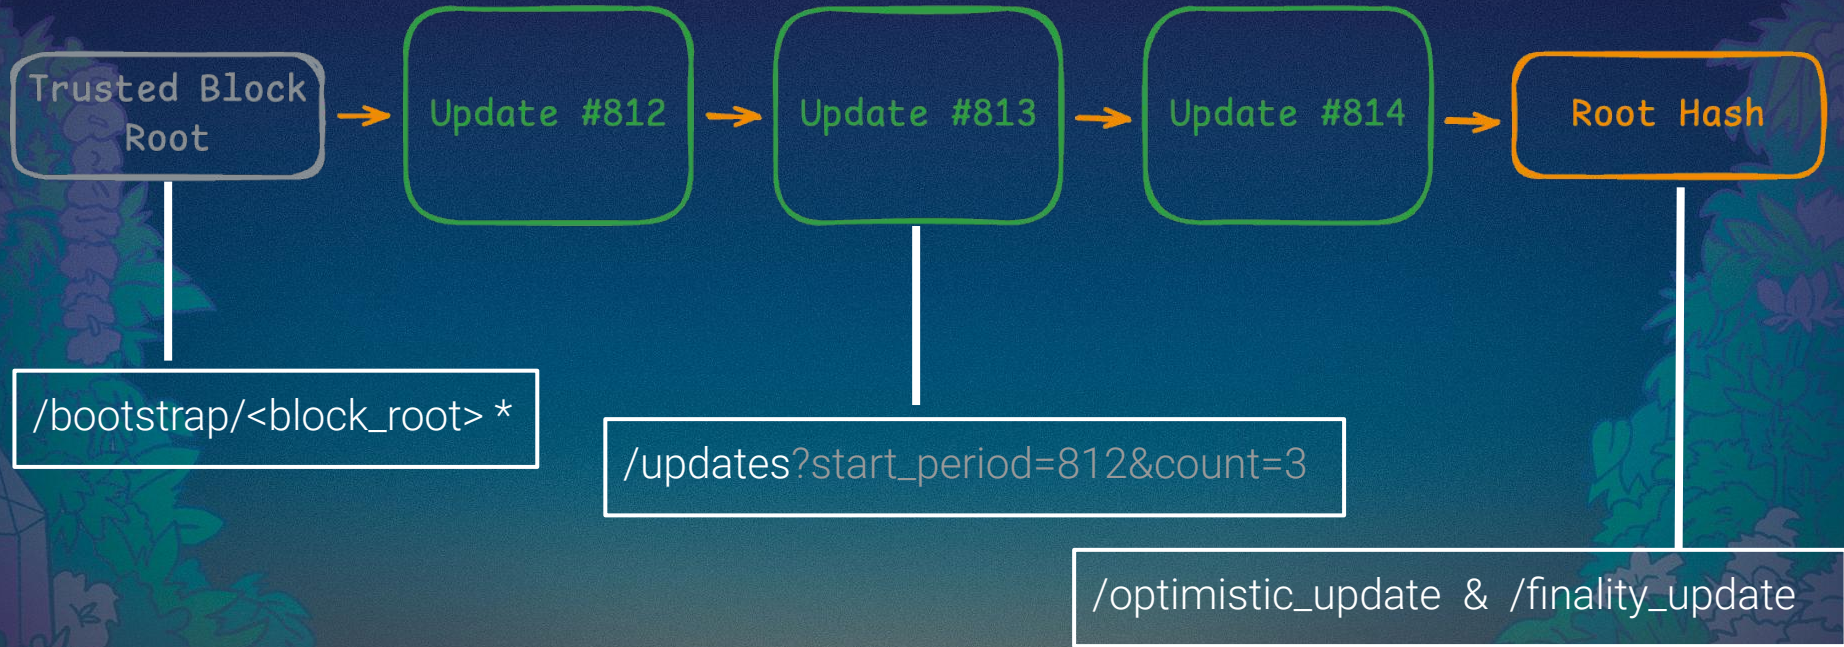 Trusted Block
Root
Update #812
Update #813
Update #814
Root Hash
/bootstrap/<block_root> *
/updates?start_period=812&count=3
/optimistic_update & /finality_update